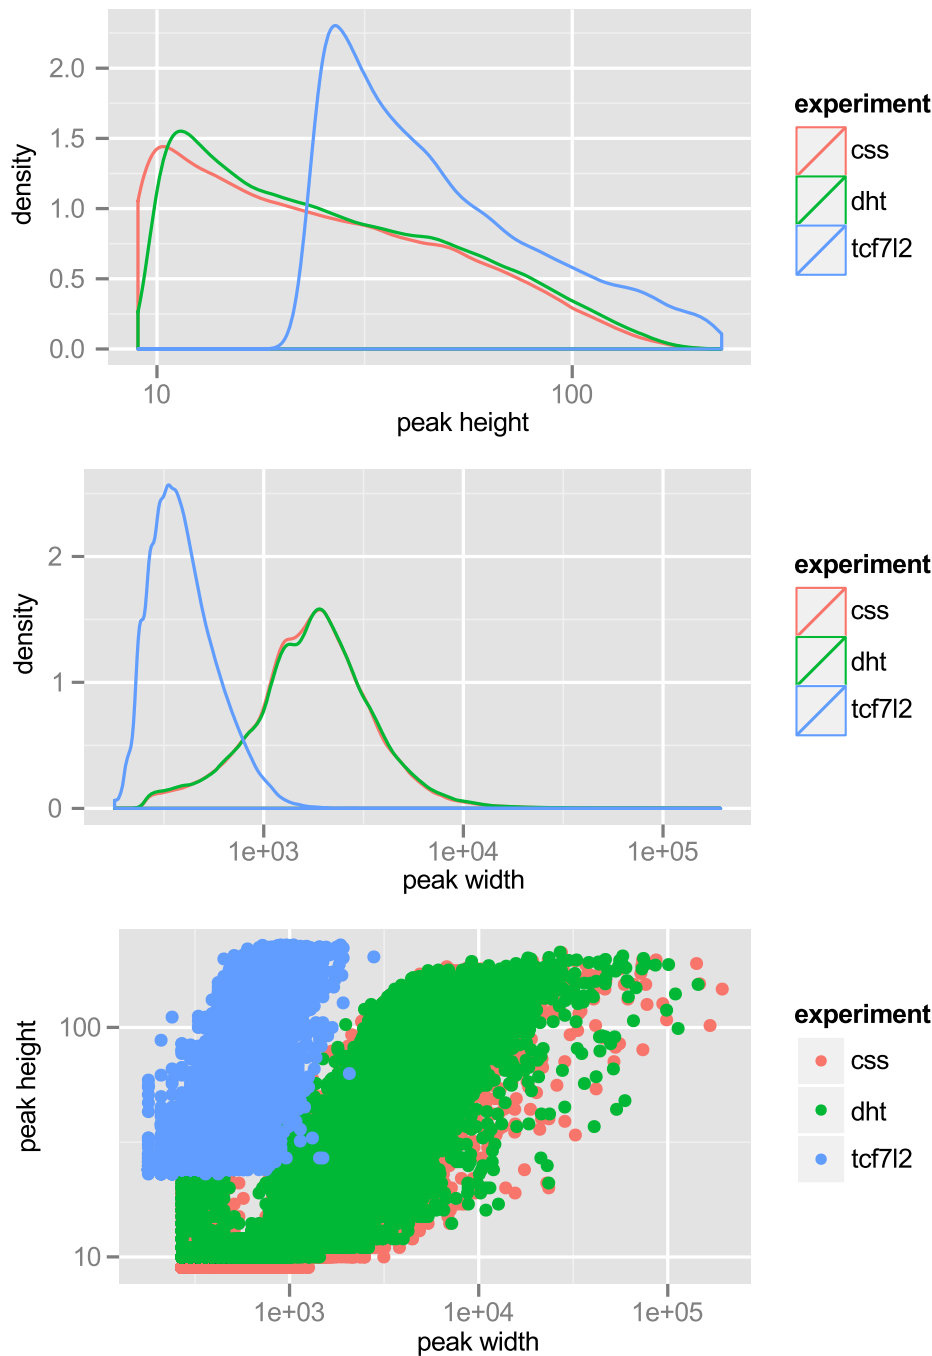 2.0
1.5
1.0
0.5
0.0
density
10
100
peak height
experiment
css
dht
tcf7l2
2
1
0
density
1e+03
1e+04
1e+05
peak width
experiment
css
dht
tcf7l2
100
10
peak height
1e+03
1e+04
1e+05
peak width
experiment
css
dht
tcf7l2